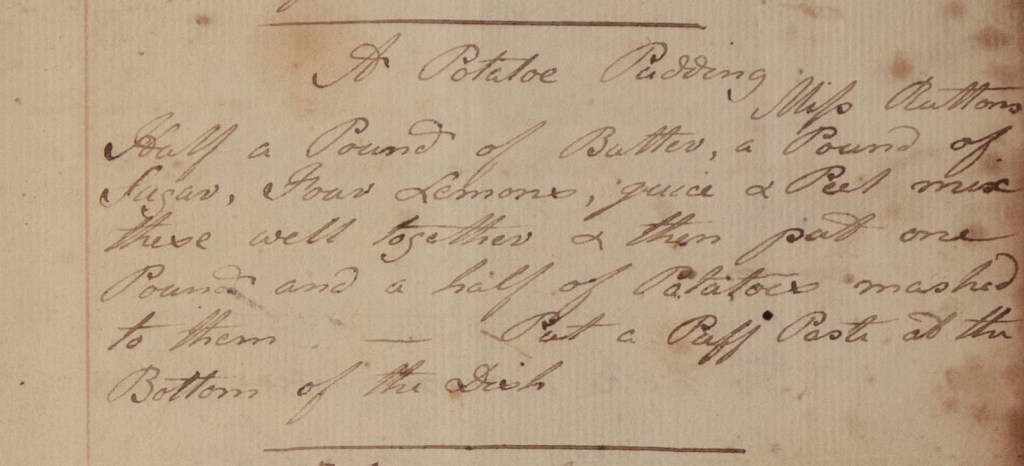 A Potatoe Pudding
Miss Ruttons
Half a Pound of Butter, a Pound of
Sugar, Four Lemons, juice & Peel mix
these well together & then put one
Pound and a half of Potatoes mashed
to them — Put a Puff Paste at the
Bottom of the Dish